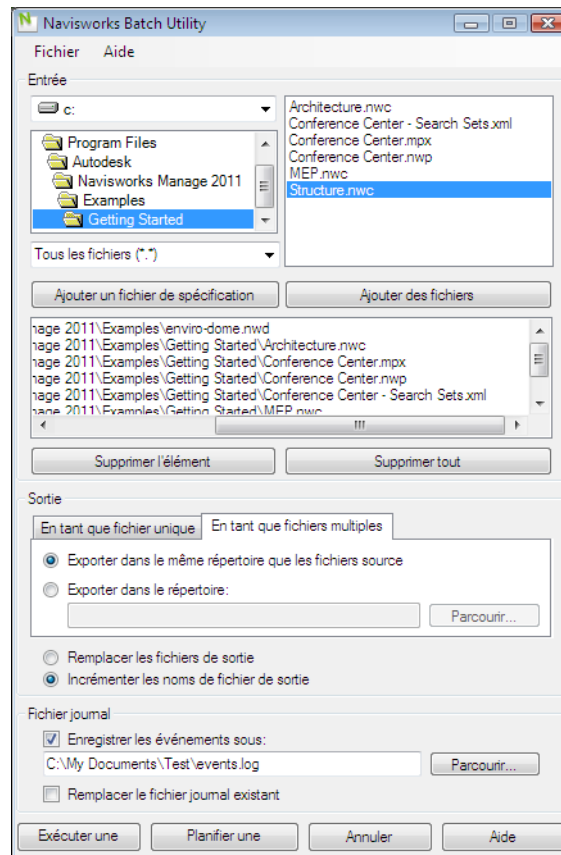 Navisworks Batch Utility
Fichier Aide
Entrée
c:
Program Files
Autodesk
Navisworks Manage 2011
Examples
Getting Started
Tous les fichiers (*.*)
Architecture.nwc
Conference Center - Search Sets.xml
Conference Center.mpx
Conference Center.nwp
MEP.nwc
Structure.nwc
Ajouter un fichier de spécification
Ajouter des fichiers
nage 2011\Examples\enviro-dome.nwd
nage 2011\Examples\Getting Started\Architecture.nwc
nage 2011\Examples\Getting Started\Conference Center.mpx
nage 2011\Examples\Getting Started\Conference Center.nwp
nage 2011\Examples\Getting Started\Conference Center - Search Sets.xml
nage 2011\Examples\Getting Started\MEP.nwc
Supprimer l'élément
Supprimer tout
Sortie
En tant que fichier unique
En tant que fichiers multiples
Exporter dans le même répertoire que les fichiers source
Exporter dans le répertoire:
Parcourir...
Remplacer les fichiers de sortie
Incrémenter les noms de fichier de sortie
Fichier journal
Enregistrer les événements sous:
C:\My Documents\Test\events.log
Parcourir...
Remplacer le fichier journal existant
Exécuter une
Planifier une
Annuler
Aide